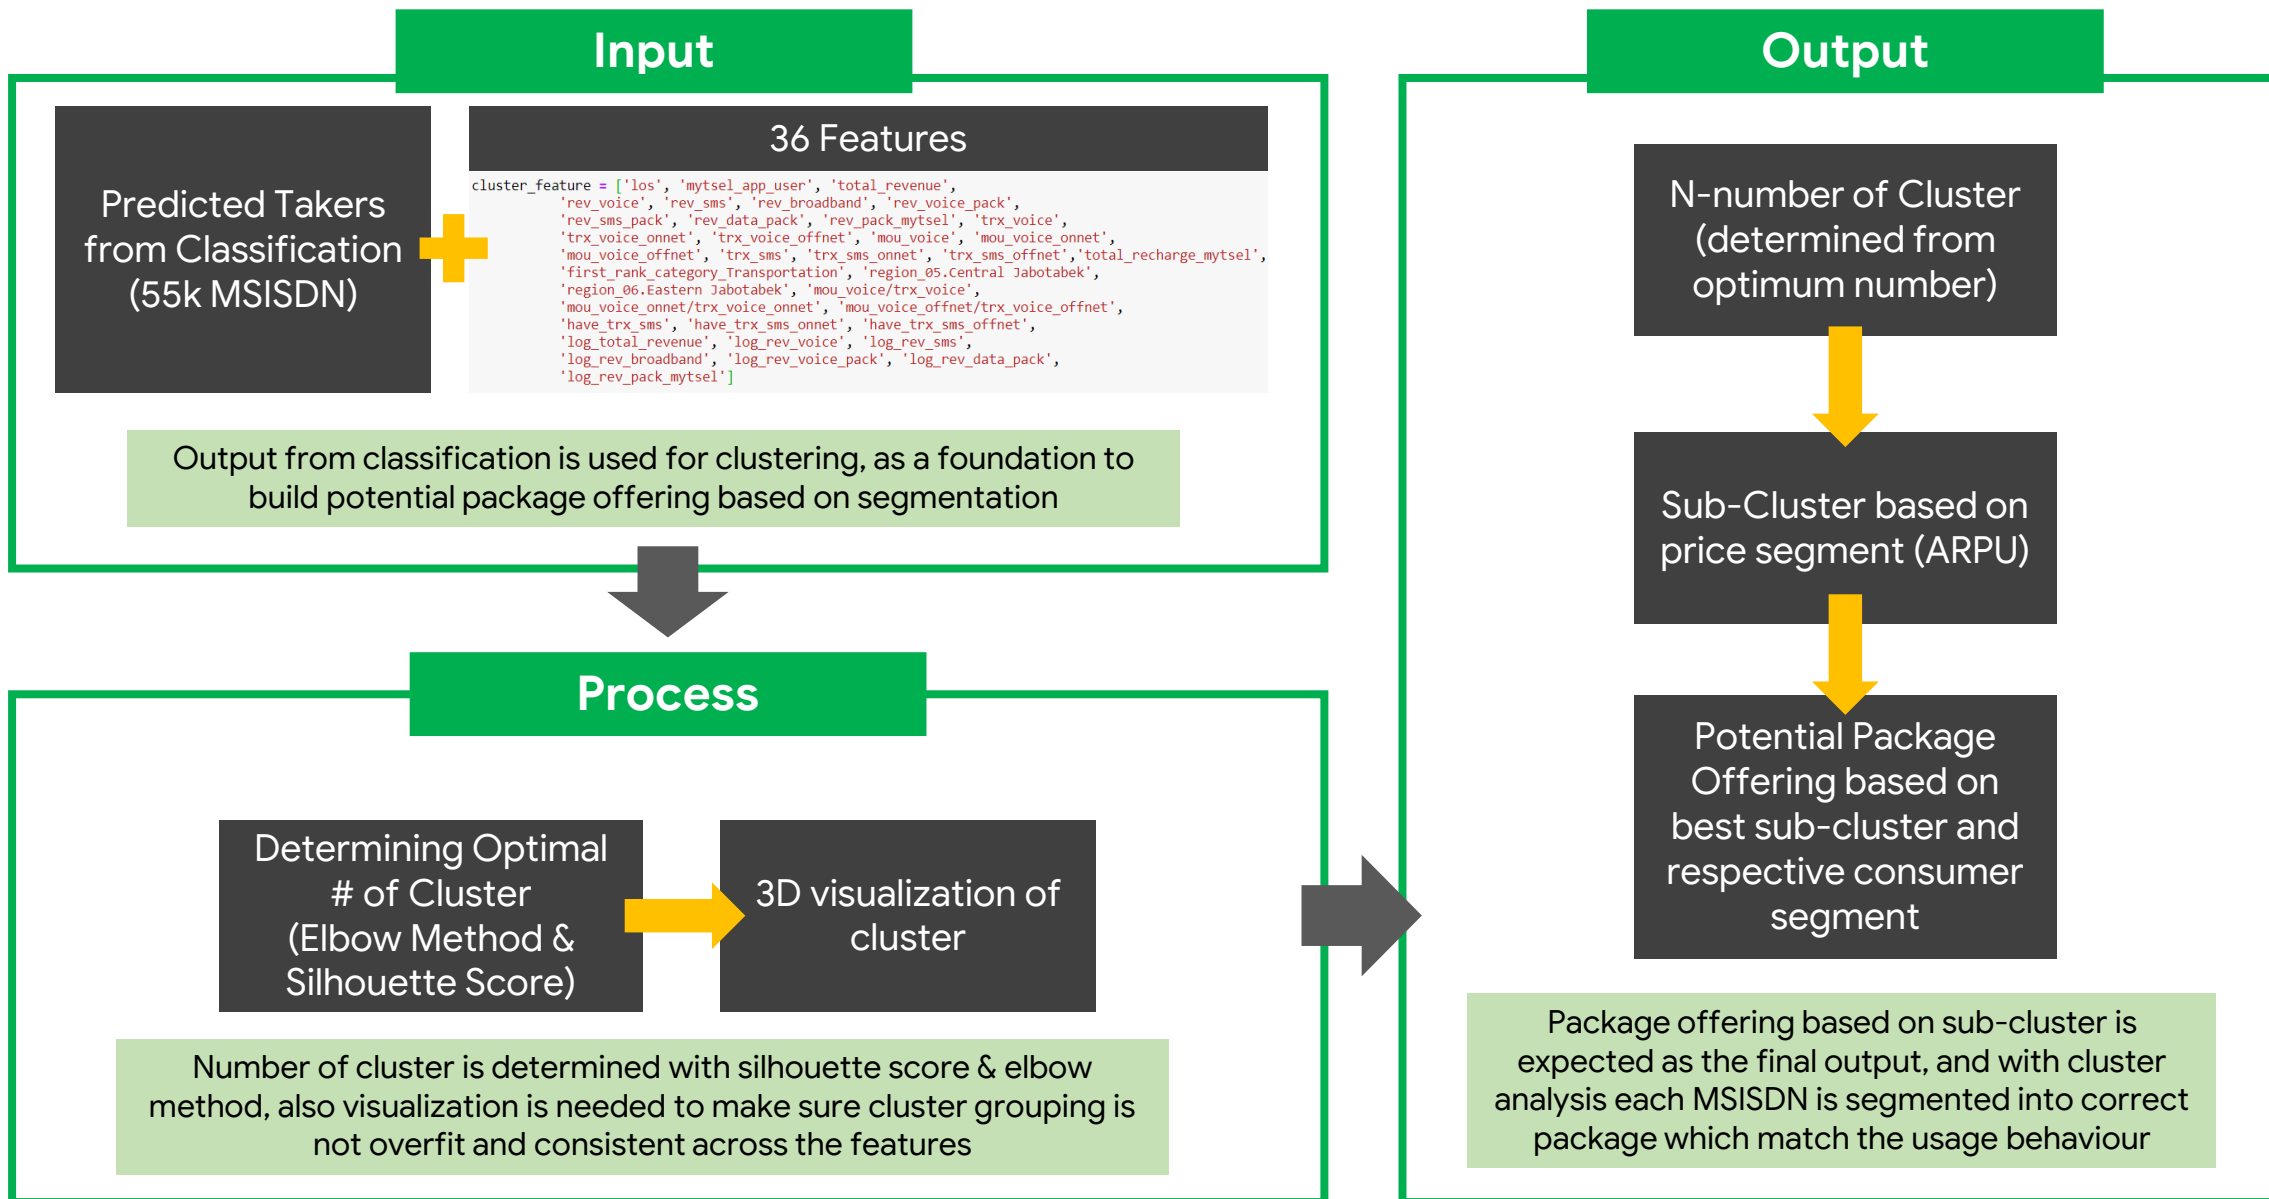 Input
Predicted Takers
from Classification
(55k MSISDN)
36 Features
cluster_feature = ['los', 'mytsel_app_user', 'total_revenue',
'rev_voice', 'rev_sms', 'rev_broadband', 'rev_voice_pack',
'rev_sms_pack', 'rev_data_pack', 'rev_pack_mytsel', 'trx_voice',
'trx_voice_onnet', 'trx_voice_offnet', 'mou_voice', 'mou_voice_onnet',
'mou_voice_offnet', 'trx_sms', 'trx_sms_onnet', 'trx_sms_offnet','total_recharge_mytsel',
'first_rank_category_Transportation', 'region_05.Central Jabotabek',
'region_06.Eastern Jabotabek', 'mou_voice/trx_voice',
'mou_voice_onnet/trx_voice_onnet', 'mou_voice_offnet/trx_voice_offnet',
'have_trx_sms', 'have_trx_sms_onnet', 'have_trx_sms_offnet',
'log_total_revenue', 'log_rev_voice', 'log_rev_sms',
'log_rev_broadband', 'log_rev_voice_pack', 'log_rev_data_pack',
'log_rev_pack_mytsel']
Output from classification is used for clustering, as a foundation to
build potential package offering based on segmentation
Process
Determining Optimal
# of Cluster
(Elbow Method &
Silhouette Score)
3D visualization of
cluster
Number of cluster is determined with silhouette score & elbow
method, also visualization is needed to make sure cluster grouping is
not overfit and consistent across the features
Output
N-number of Cluster
(determined from
optimum number)
Sub-Cluster based on
price segment (ARPU)
Potential Package
Offering based on
best sub-cluster and
respective consumer
segment
Package offering based on sub-cluster is
expected as the final output, and with cluster
analysis each MSISDN is segmented into correct
package which match the usage behaviour